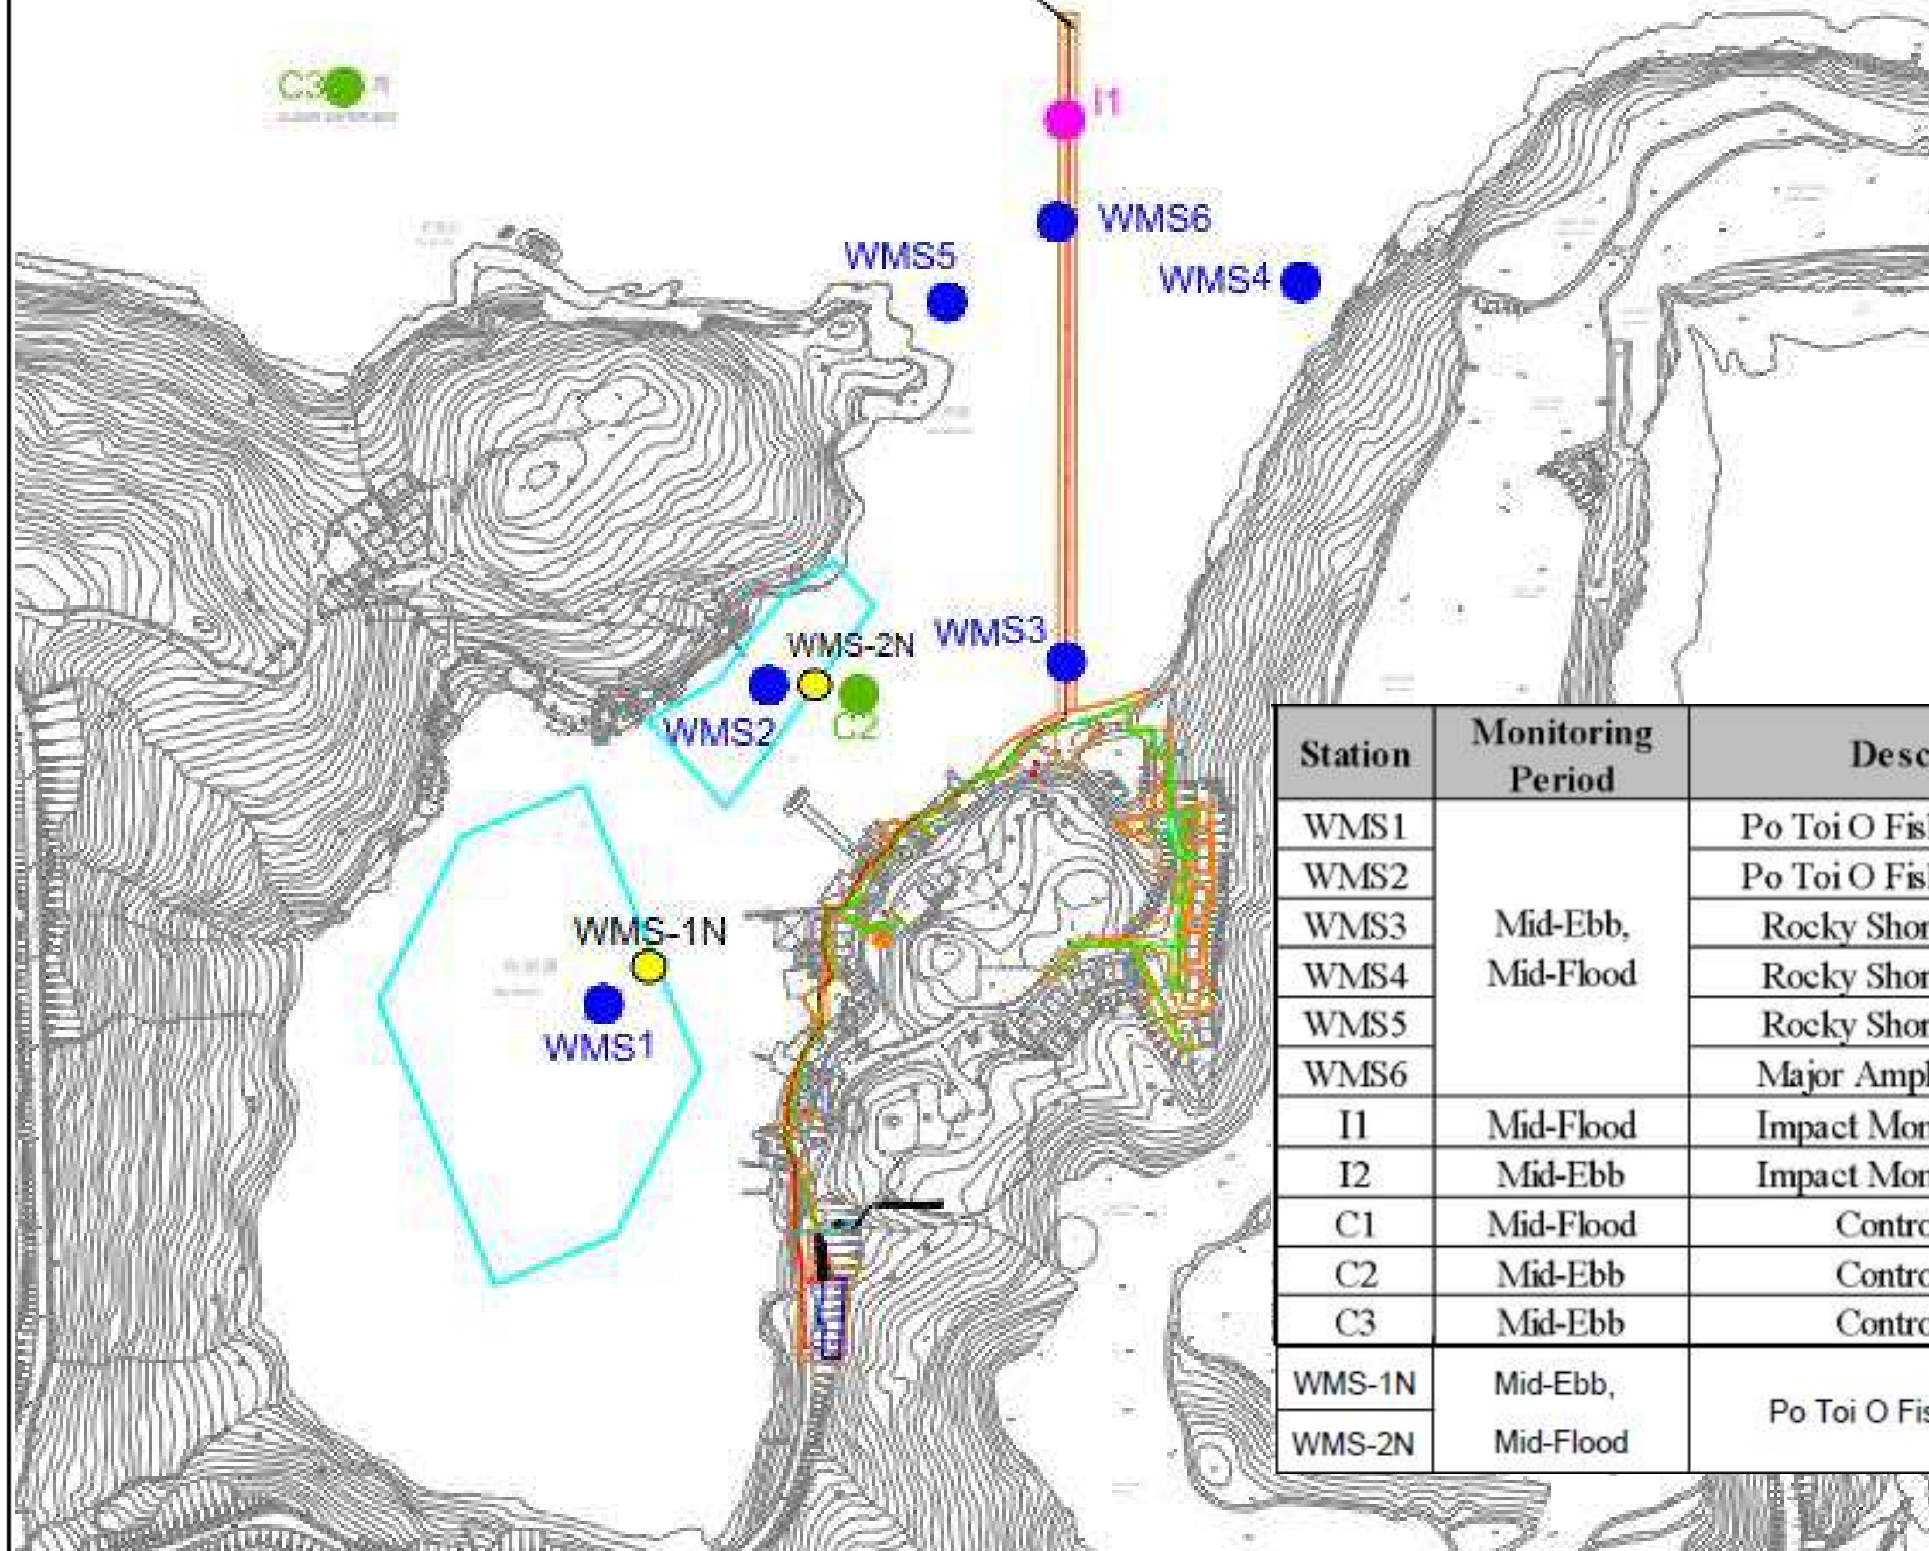 C3
I1
WMS6
WMS5
WMS4
WMS3
WMS-2N
WMS2
C2
WMS-1N
WMS1
Station Monitoring Period Desc
WMS1 Mid-Ebb, Mid-Flood Po Toi O Fis
WMS2 Po Toi O Fis
WMS3 Rocky Shor
WMS4 Rocky Shor
WMS5 Rocky Shor
WMS6 Major Amp
I1 Mid-Flood Impact Mon
I2 Mid-Ebb Impact Mon
C1 Mid-Flood Contro
C2 Mid-Ebb Contro
C3 Mid-Ebb Contro
WMS-1N Mid-Ebb, Po Toi O Fis
WMS-2N Mid-Flood